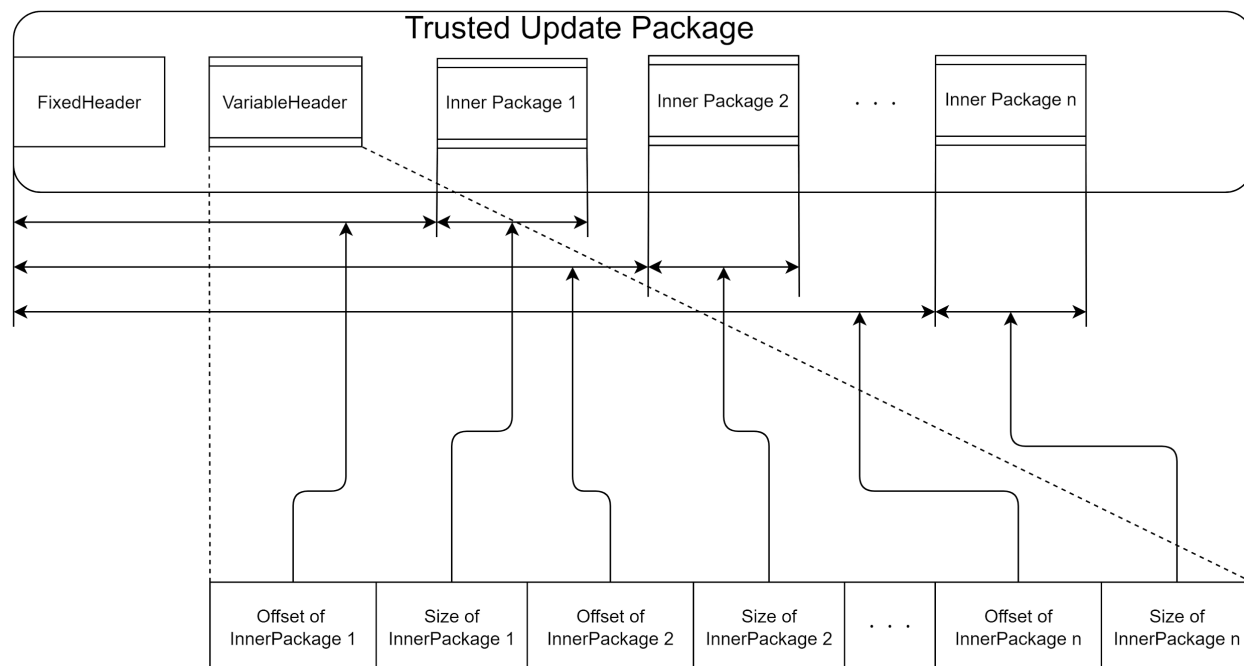 Trusted Update Package
FixedHeader
VariableHeader
Inner Package 1
Inner Package 2
. . .
Inner Package n
Offset of
InnerPackage 1
Size of
InnerPackage 1
Offset of
InnerPackage 2
Size of
InnerPackage 2
. . .
Offset of
InnerPackage n
Size of
InnerPackage n